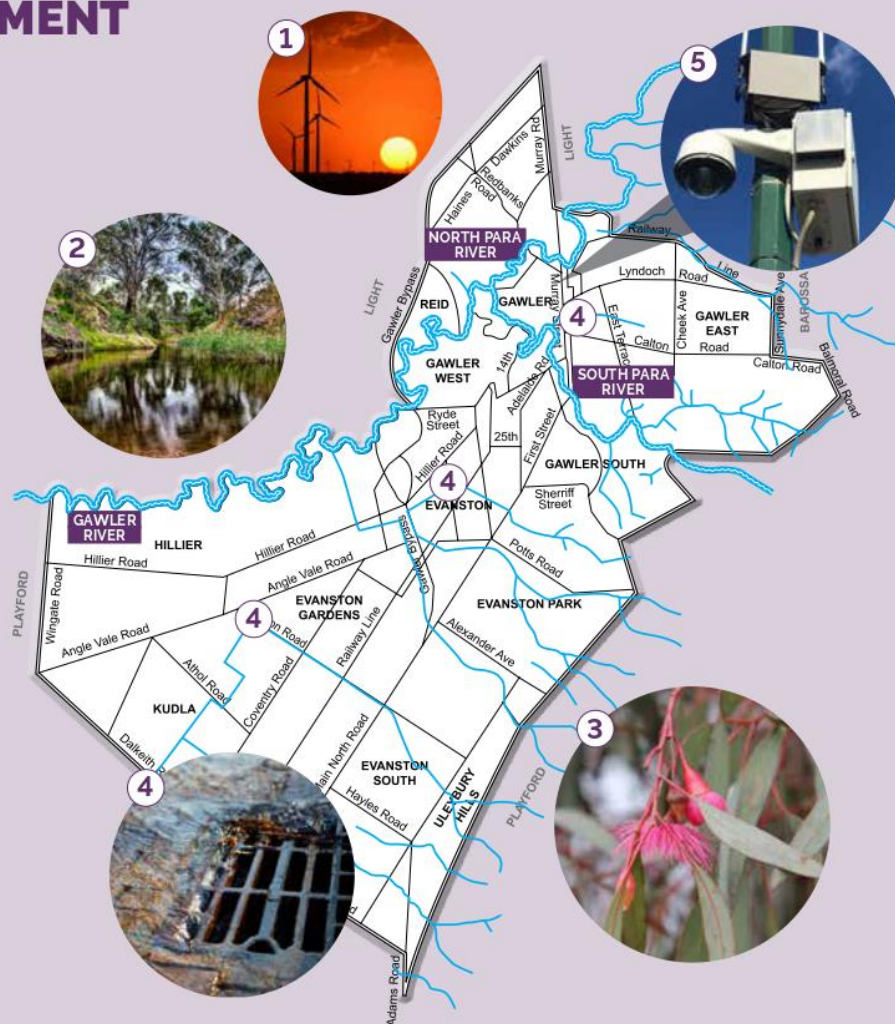 MENT
1
5
LIGHT
Dawkins
Murray Rd
Redbanks
Road
Haines
NORTH PARA
RIVER
Railway
Line
2
LIGHT
Gawler Bypass
REID
GAWLER
Murray
Lyndoch Road
Cheek Ave
GAWLER
EAST
Sunnydale Ave
BAROSSA
4
East
Calton Road
Calton Road
Balmoral Road
GAWLER
WEST
14th
Adelaide Rd
SOUTH PARA
RIVER
Ryde
Street
25th
First Street
Hillier Road
GAWLER SOUTH
4
EVANSTON
Sherriff
Street
GAWLER
RIVER
HILLIER
Hillier Road
Hillier Road
Gawler Bypass
Potts Road
PLAYFORD
Wingate Road
Angle Vale Road
Angle Vale Road
EVANSTON
GARDENS
Railway Line
EVANSTON PARK
4
Road
Alexander Ave
Athol Road
Coventry Road
KUDLA
Dalkeith
Main North Road
EVANSTON
SOUTH
Hayles Road
ULEYBURY
HILLS
PLAYFORD
3
4
Adams Road